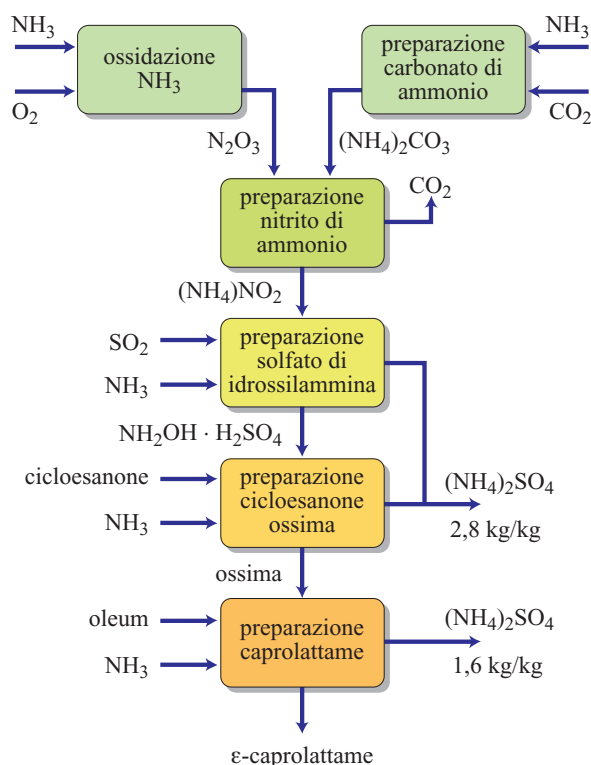 NH₃
ossidazione
NH₃
O₂
preparazione
carbonato di
ammonio
NH₃
CO₂
N₂O₃
(NH₄)₂CO₃
preparazione
nitrito di
ammonio
CO₂
(NH₄)NO₂
SO₂
NH₃
preparazione
solfato di
idrossilammina
NH₂OH · H₂SO₄
cicloesanone
NH₃
preparazione
cicloesanone
ossima
(NH₄)₂SO₄
2,8 kg/kg
ossima
oleum
NH₃
preparazione
caprolattame
(NH₄)₂SO₄
1,6 kg/kg
ε-caprolattame